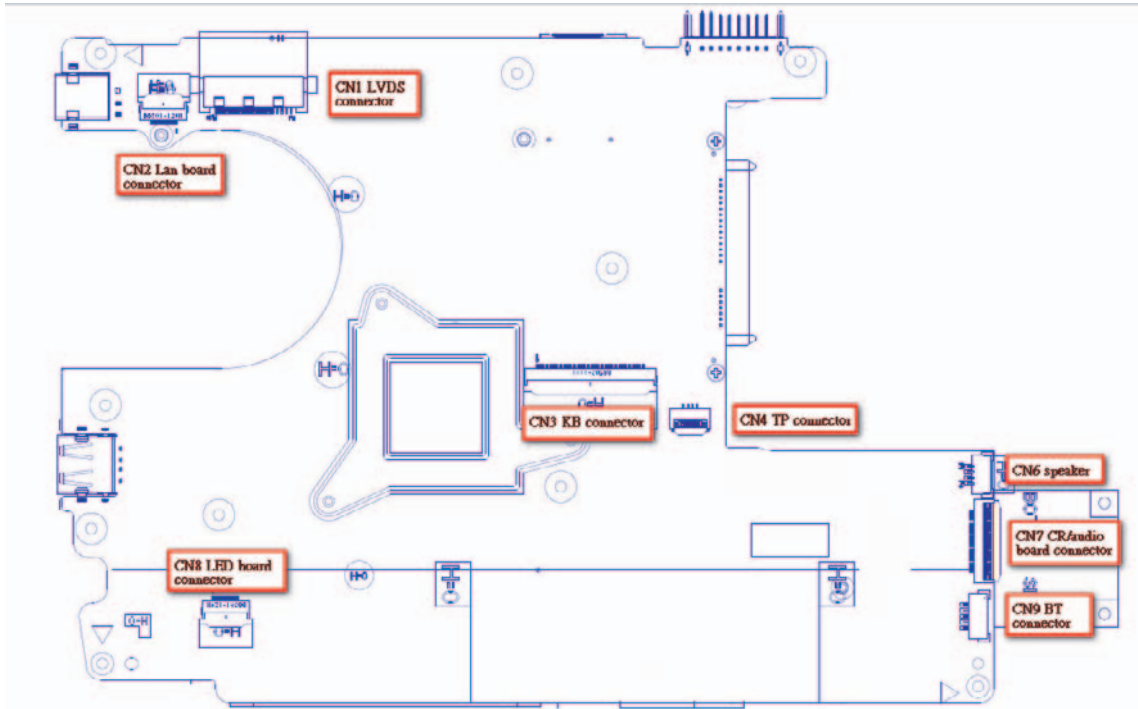 CN1 LVDS
connector
CN2 Lan board
connector
CN3 KB connector
CN4 TP connector
CN6 speaker
CN7 CR/audio
board connector
CN8 LED board
connector
CN9 BT
connector